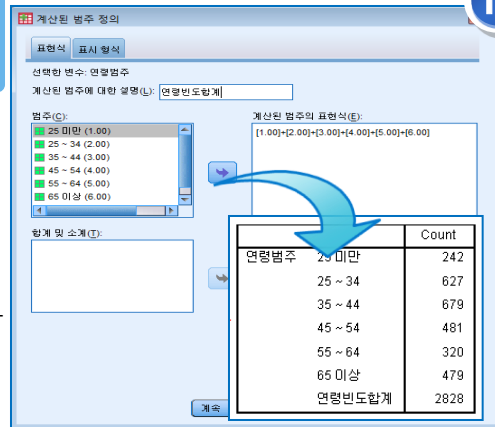 계산된 범주 정의
표현식 표시 형식
선택한 변수: 연령범주
계산된 범주에 대한 설명(L): 연령빈도합계
범주(C):
25 미만 (1.00)
25 ~ 34 (2.00)
35 ~ 44 (3.00)
45 ~ 54 (4.00)
55 ~ 64 (5.00)
65 이상 (6.00)
계산된 범주의 표현식(E):
[1.00]+[2.00]+[3.00]+[4.00]+[5.00]+[6.00]
합계 및 소계(T):
계속
Count
연령범주 25 미만 242
25 ~ 34 627
35 ~ 44 679
45 ~ 54 481
55 ~ 64 320
65 이상 479
연령빈도합계 2828